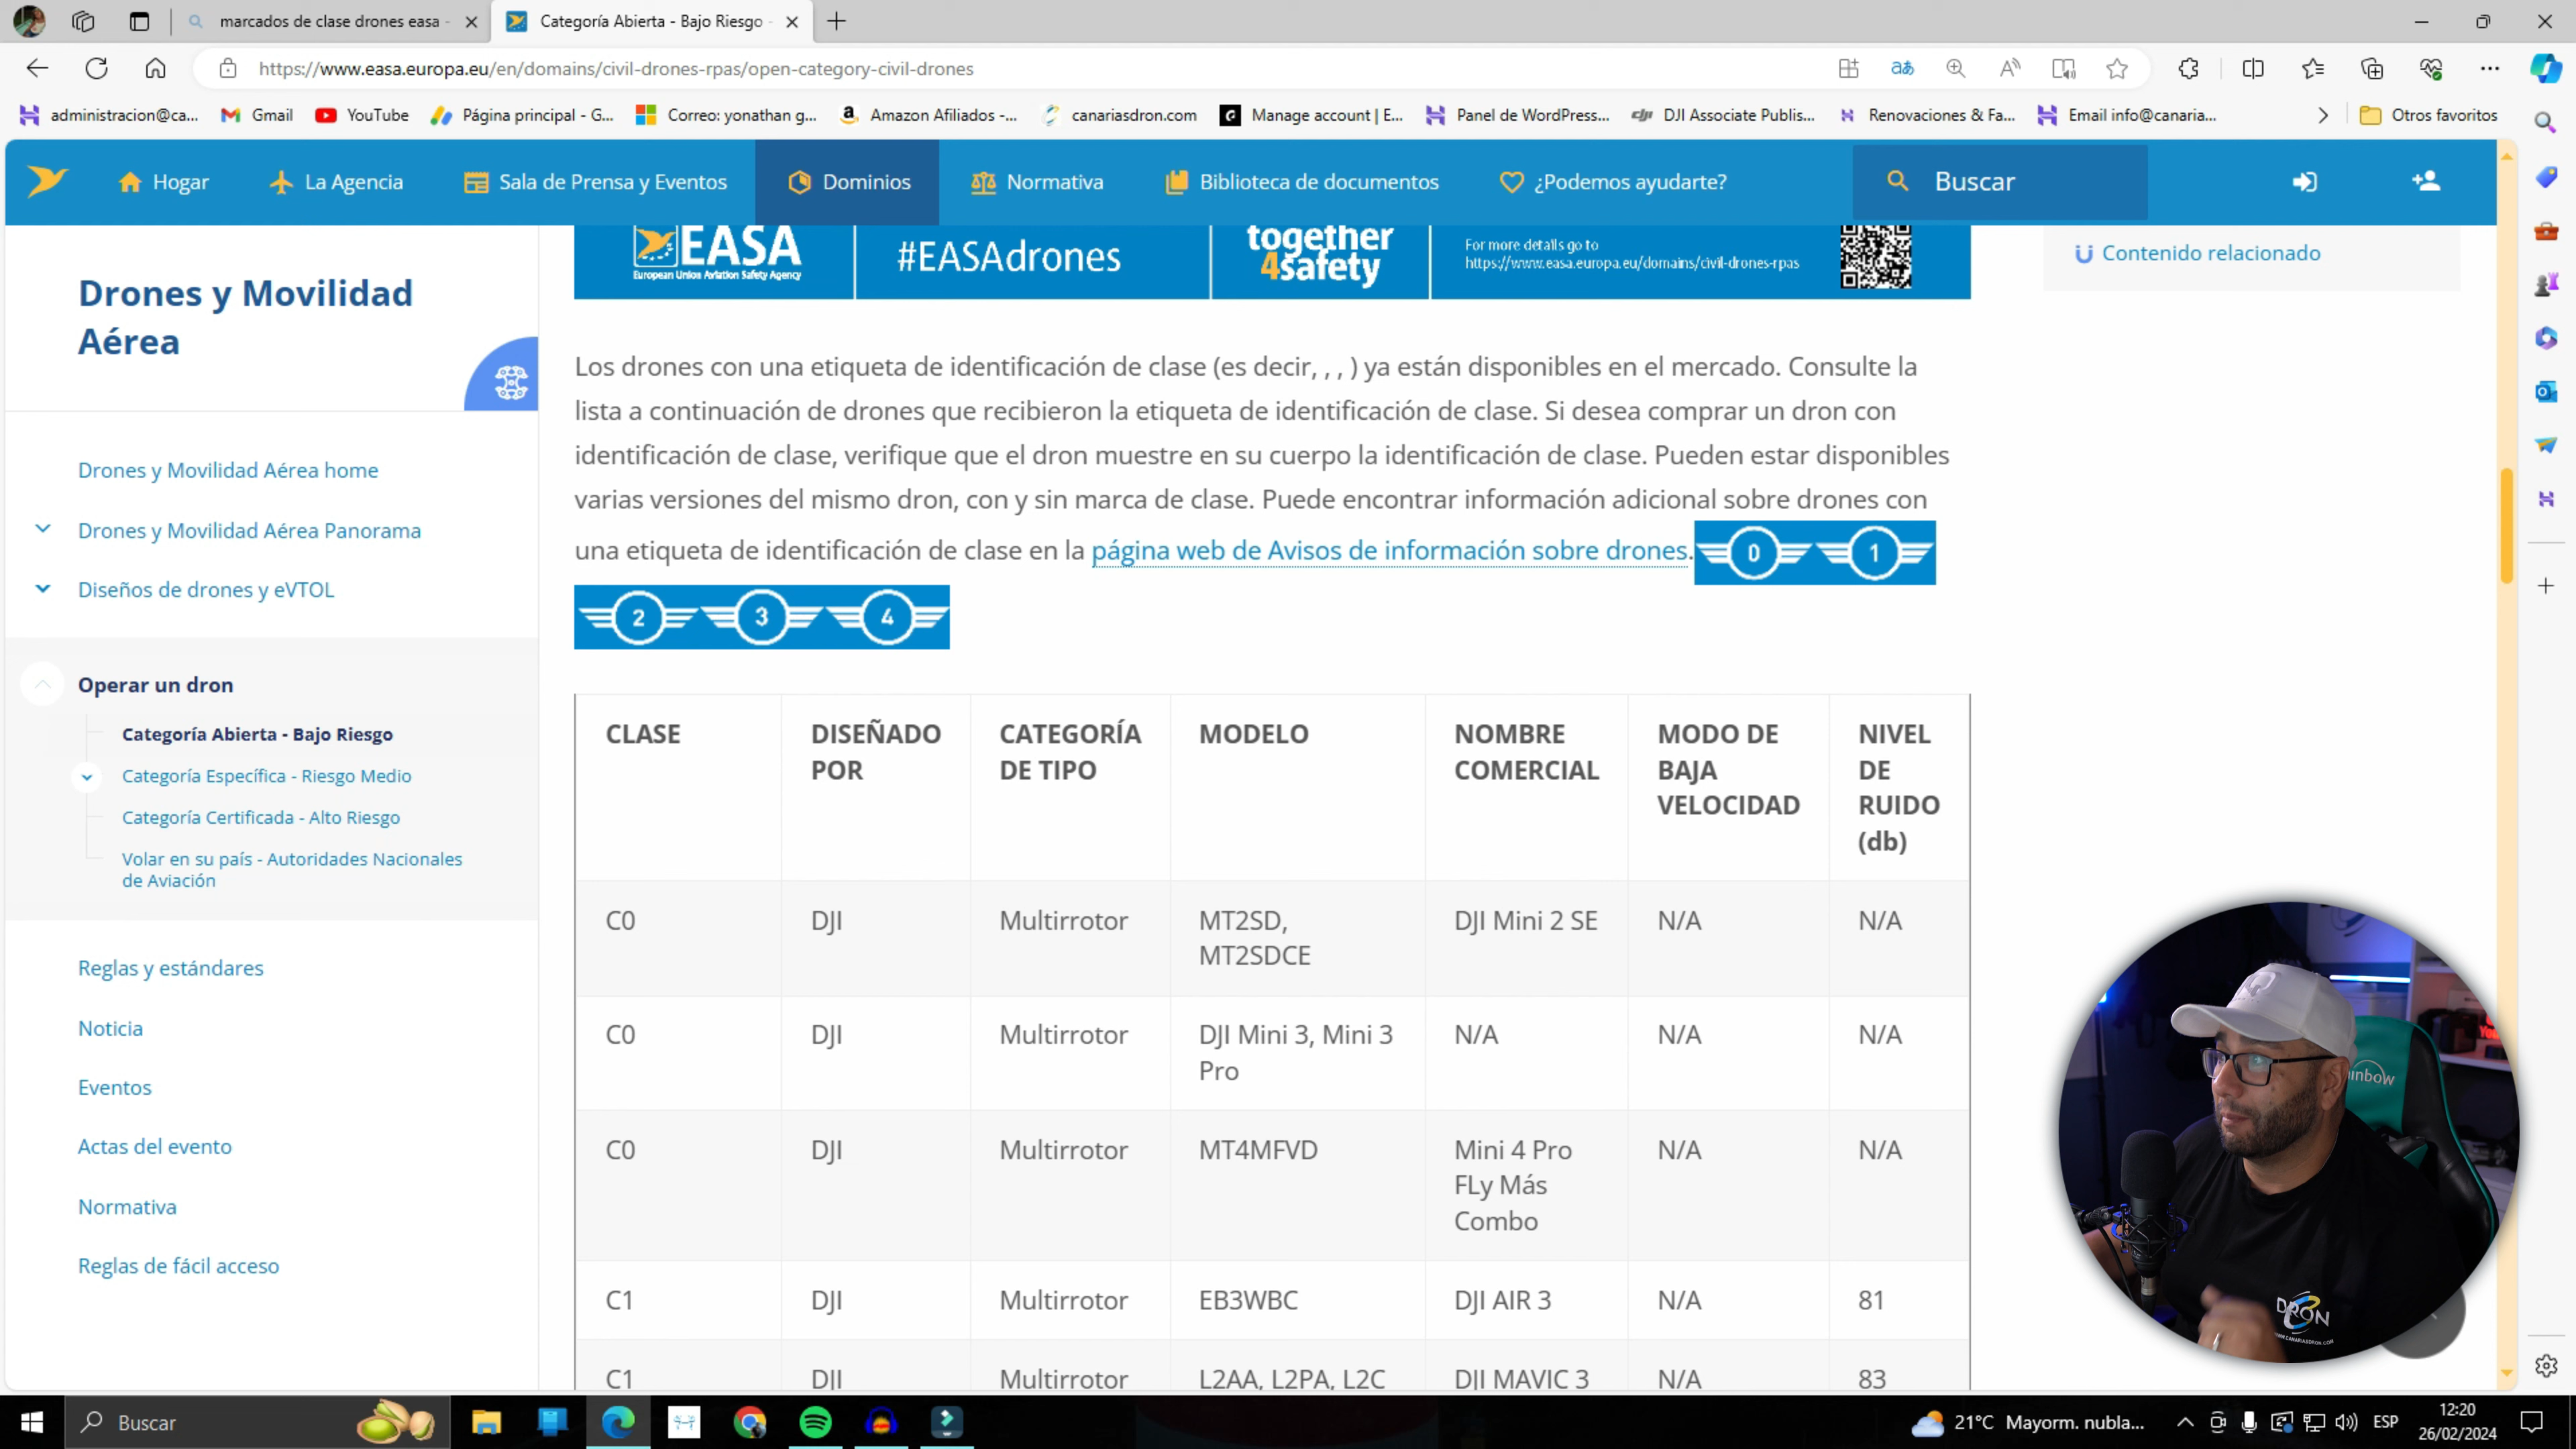 marcados de clase drones easa -
Categoría Abierta - Bajo Riesgo -
https://www.easa.europa.eu/en/domains/civil-drones-rpas/open-category-civil-drones
administracion@ca...
Gmail
YouTube
Página principal - G...
Correo: yonathan g...
Amazon Afiliados -...
canariasdron.com
Manage account | E...
Panel de WordPress...
DJI Associate Publis...
Renovaciones & Fa...
Email info@canaria...
Otros favoritos
Hogar
La Agencia
Sala de Prensa y Eventos
Dominios
Normativa
Biblioteca de documentos
¿Podemos ayudarte?
Buscar
Drones y Movilidad
Aérea
Drones y Movilidad Aérea home
Drones y Movilidad Aérea Panorama
Diseños de drones y eVTOL
Operar un dron
Categoría Abierta - Bajo Riesgo
Categoría Específica - Riesgo Medio
Categoría Certificada - Alto Riesgo
Volar en su país - Autoridades Nacionales
de Aviación
Reglas y estándares
Noticia
Eventos
Actas del evento
Normativa
Reglas de fácil acceso
EASA
European Union Aviation Safety Agency
#EASAdrones
together
4safety
For more details go to
https://www.easa.europa.eu/domains/civil-drones-rpas
Contenido relacionado
Los drones con una etiqueta de identificación de clase (es decir, , , ) ya están disponibles en el mercado. Consulte la
lista a continuación de drones que recibieron la etiqueta de identificación de clase. Si desea comprar un dron con
identificación de clase, verifique que el dron muestre en su cuerpo la identificación de clase. Pueden estar disponibles
varias versiones del mismo dron, con y sin marca de clase. Puede encontrar información adicional sobre drones con
una etiqueta de identificación de clase en la página web de Avisos de información sobre drones. 0 1
2 3 4
CLASE DISEÑADO POR CATEGORÍA DE TIPO MODELO NOMBRE COMERCIAL MODO DE BAJA VELOCIDAD NIVEL DE RUIDO (db)
C0 DJI Multirrotor MT2SD, MT2SDCE DJI Mini 2 SE N/A N/A
C0 DJI Multirrotor DJI Mini 3, Mini 3 Pro N/A N/A N/A
C0 DJI Multirrotor MT4MFVD Mini 4 Pro FLy Más Combo N/A N/A
C1 DJI Multirrotor EB3WBC DJI AIR 3 N/A 81
C1 DJI Multirrotor L2AA, L2PA, L2C DJI MAVIC 3 N/A 83
DRON
WWW.CANARIASDRON.COM
Buscar
21°C Mayorm. nubla...
ESP
12:20
26/02/2024